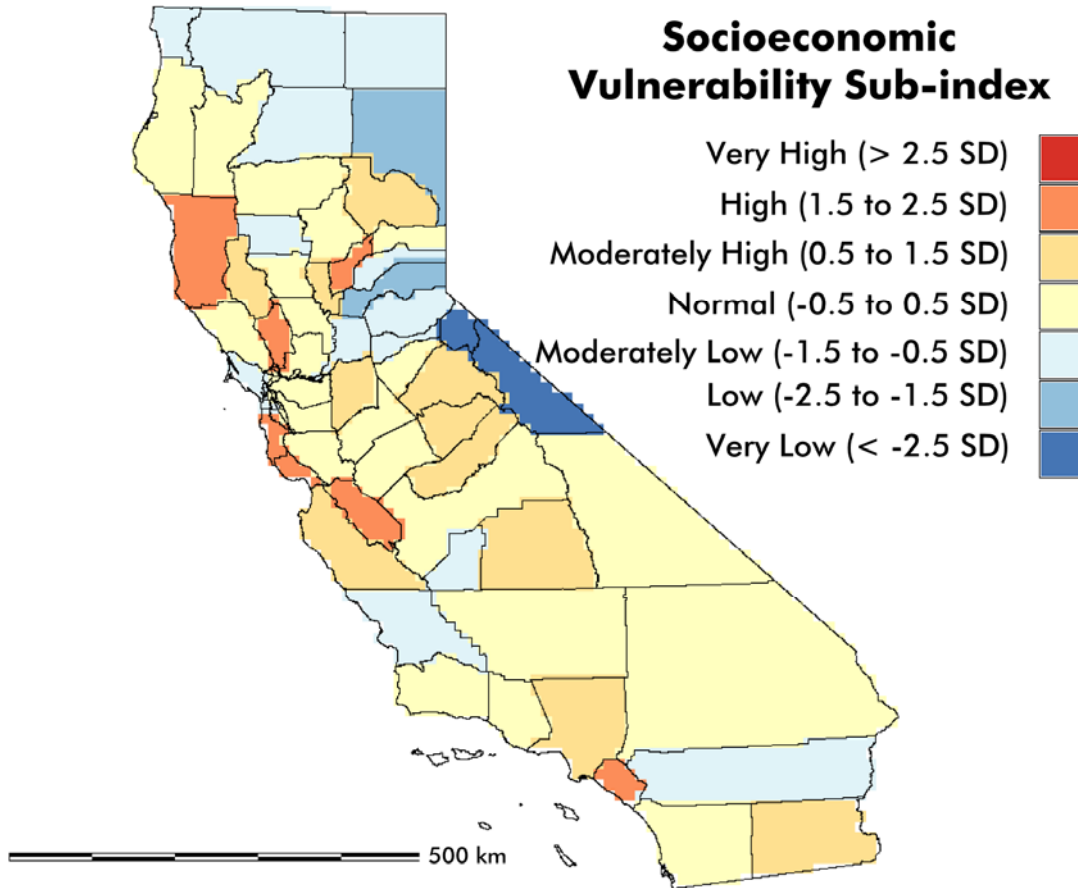 Socioeconomic
Vulnerability Sub-index
Very High (> 2.5 SD)
High (1.5 to 2.5 SD)
Moderately High (0.5 to 1.5 SD)
Normal (-0.5 to 0.5 SD)
Moderately Low (-1.5 to -0.5 SD)
Low (-2.5 to -1.5 SD)
Very Low (< -2.5 SD)
500 km